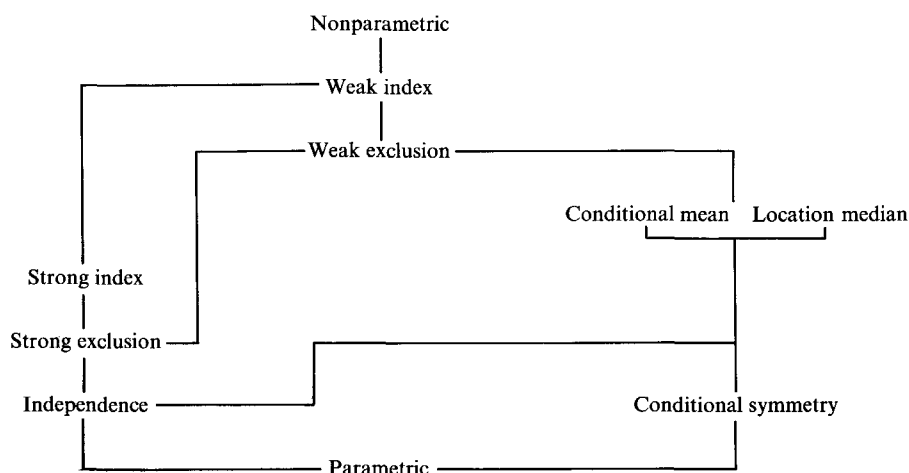 Nonparametric
Weak index
Weak exclusion
Conditional mean Location median
Strong index
Strong exclusion
Independence
Conditional symmetry
Parametric